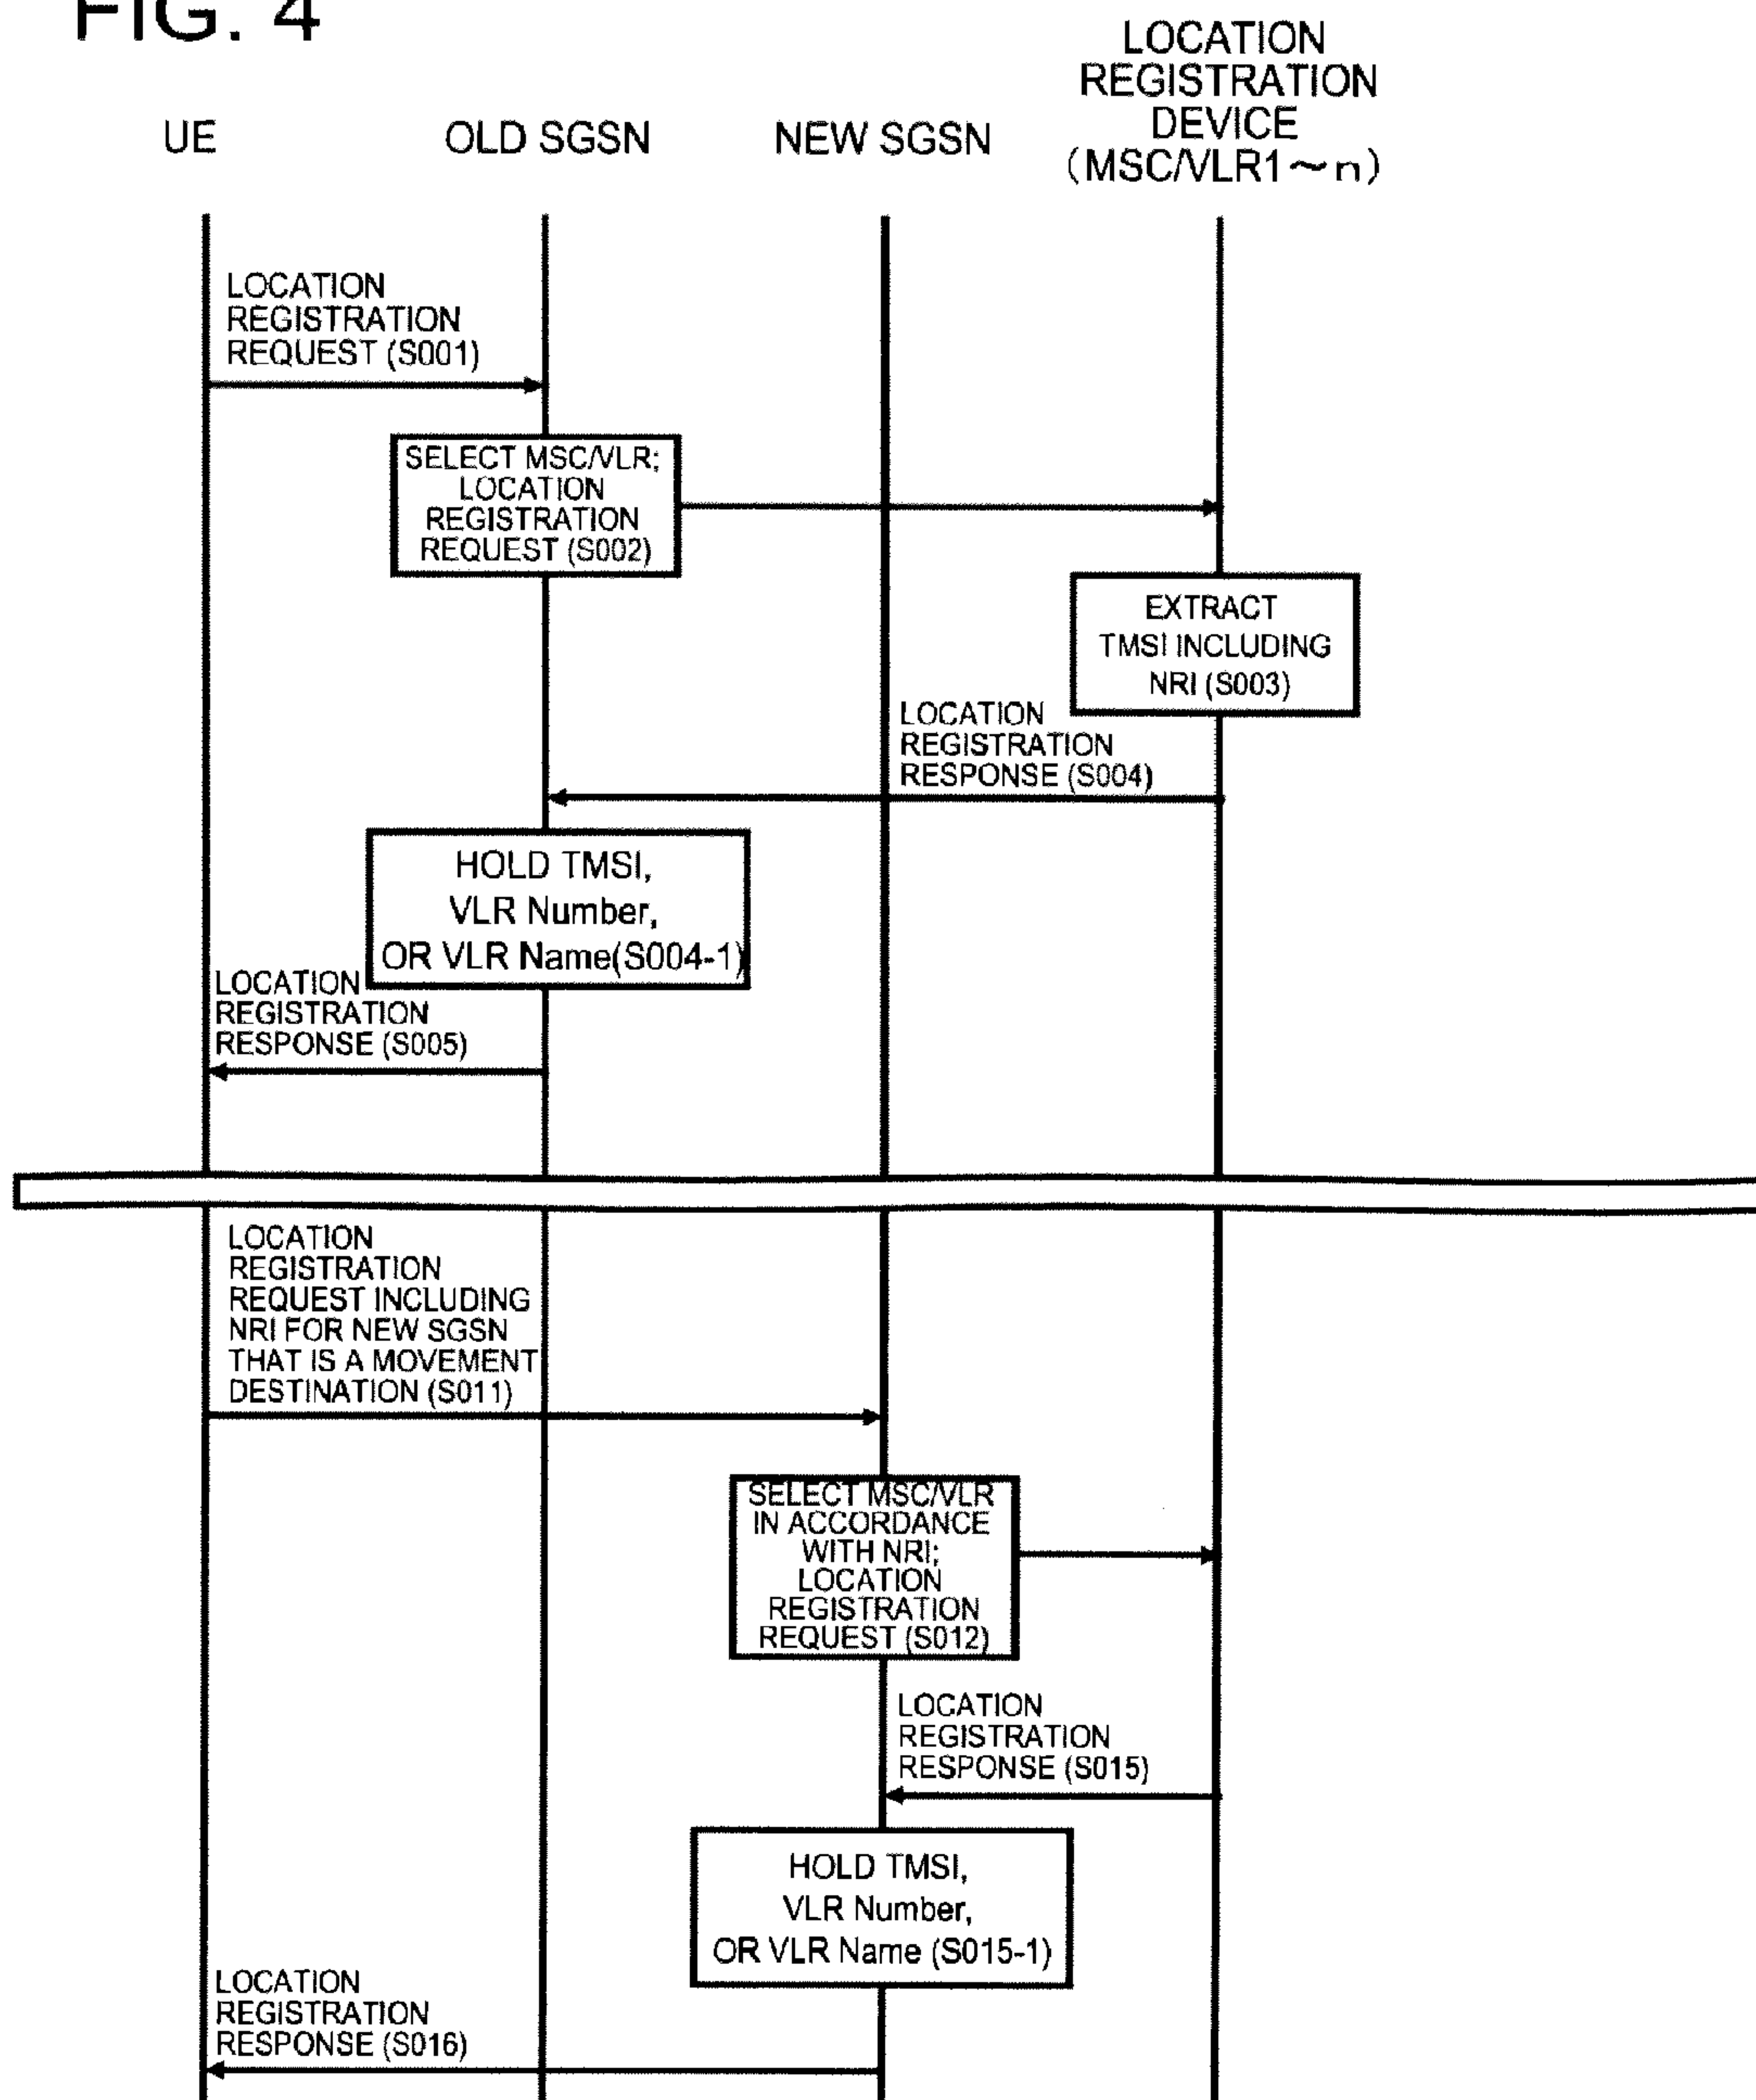 FIG. 4
LOCATION
REGISTRATION
DEVICE
(MSC/VLR1～n)
UE
OLD SGSN
NEW SGSN
LOCATION
REGISTRATION
REQUEST (S001)
SELECT MSC/VLR;
LOCATION
REGISTRATION
REQUEST (S002)
EXTRACT
TMSI INCLUDING
NRI (S003)
LOCATION
REGISTRATION
RESPONSE (S004)
HOLD TMSI,
VLR Number,
OR VLR Name(S004-1)
LOCATION
REGISTRATION
RESPONSE (S005)
LOCATION
REGISTRATION
REQUEST INCLUDING
NRI FOR NEW SGSN
THAT IS A MOVEMENT
DESTINATION (S011)
SELECT MSC/VLR
IN ACCORDANCE
WITH NRI;
LOCATION
REGISTRATION
REQUEST (S012)
LOCATION
REGISTRATION
RESPONSE (S015)
HOLD TMSI,
VLR Number,
OR VLR Name (S015-1)
LOCATION
REGISTRATION
RESPONSE (S016)